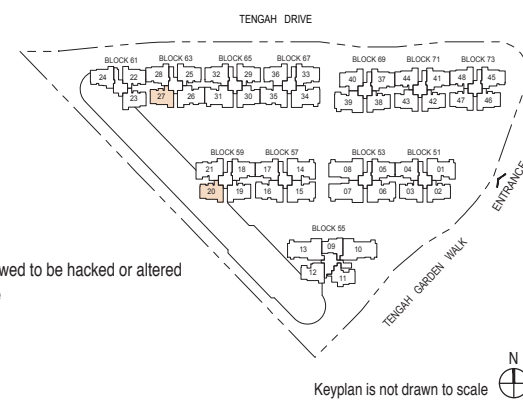 TENGAH DRIVE
BLOCK 61
BLOCK 63
BLOCK 65
BLOCK 67
BLOCK 69
BLOCK 71
BLOCK 73
24 22 28 25 32 29 36 33 40 37 44 41 48 45
23 27 26 31 30 35 34 39 38 43 42 47 46
BLOCK 59
BLOCK 57
BLOCK 53
BLOCK 51
21 18 17 14 08 05 04 01
20 19 16 15 07 06 03 02
ENTRANCE
BLOCK 55
13 09 10
12 11
TENGAH GARDEN WALK
wed to be hacked or altered
N
Keyplan is not drawn to scale